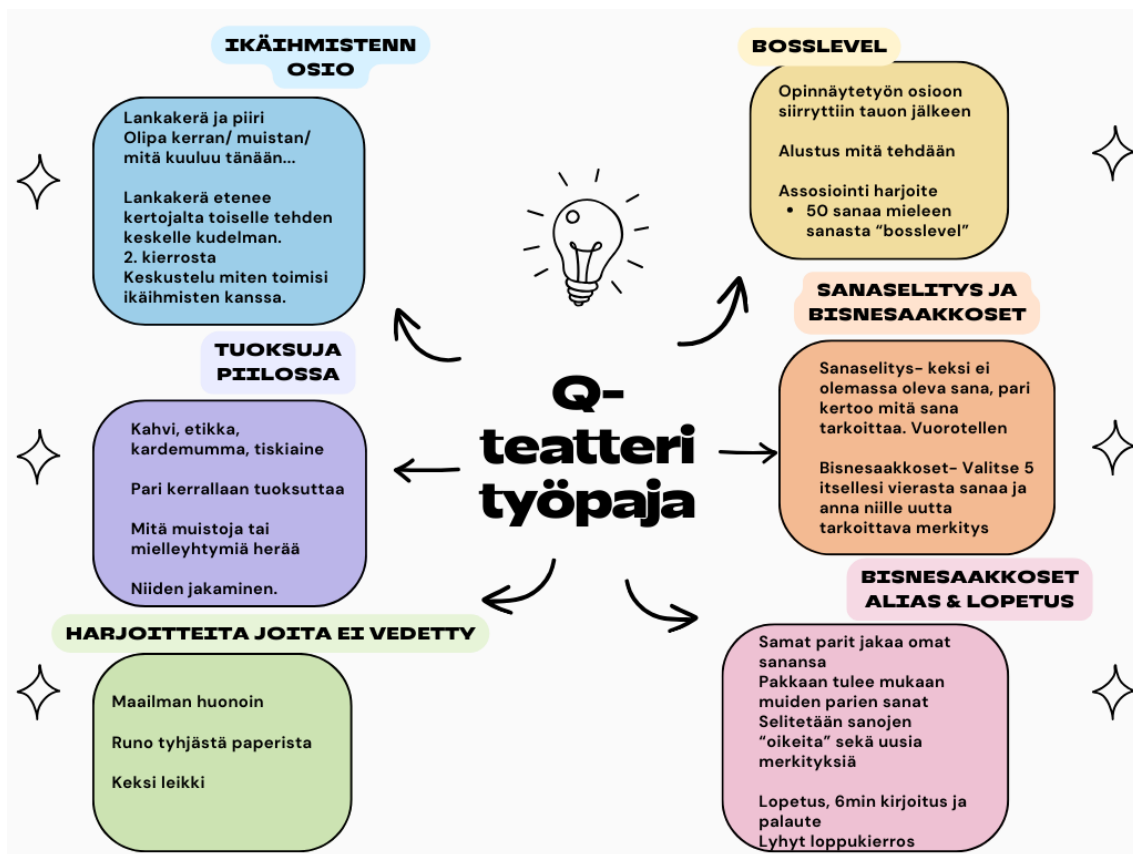 IKÄIHMISTENN
OSIO
Lankakerä ja piiri
Olipa kerran/ muistan/
mitä kuuluu tänään...
Lankakerä etenee
kertojalta toiselle tehden
keskelle kudelman.
2. kierrosta
Keskustelu miten toimisi
ikäihmisten kanssa.
TUOKSUJA
PIILOSSA
Kahvi, etikka,
kardemumma, tiskiaine
Pari kerrallaan tuoksuttaa
Mitä muistoja tai
mielleyhtymiä herää
Niiden jakaminen.
HARJOITTEITA JOITA EI VEDETTY
Maailman huonoin
Runo tyhjästä paperista
Keksi leikki
Q-
teatteri
työpaja
BOSSLEVEL
Opinnäytetyön osioon
siirryttiin tauon jälkeen
Alustus mitä tehdään
Assosiointi harjoite
• 50 sanaa mieleen
sanasta “bosslevel”
SANASELITYS JA
BISNESAAKKOSET
Sanaselitys- keksi ei
olemassa oleva sana, pari
kertoo mitä sana
tarkoittaa. Vuorotellen
Bisnesaakkoset- Valitse 5
itsellesi vierasta sanaa ja
anna niille uutta
tarkoittava merkitys
BISNESAAKKOSET
ALIAS & LOPETUS
Samat parit jakaa omat
sanansa
Pakkaan tulee mukaan
muiden parien sanat
Selitetään sanojen
“oikeita” sekä uusia
merkityksiä
Lopetus, 6min kirjoitus ja
palaute
Lyhyt loppukierros